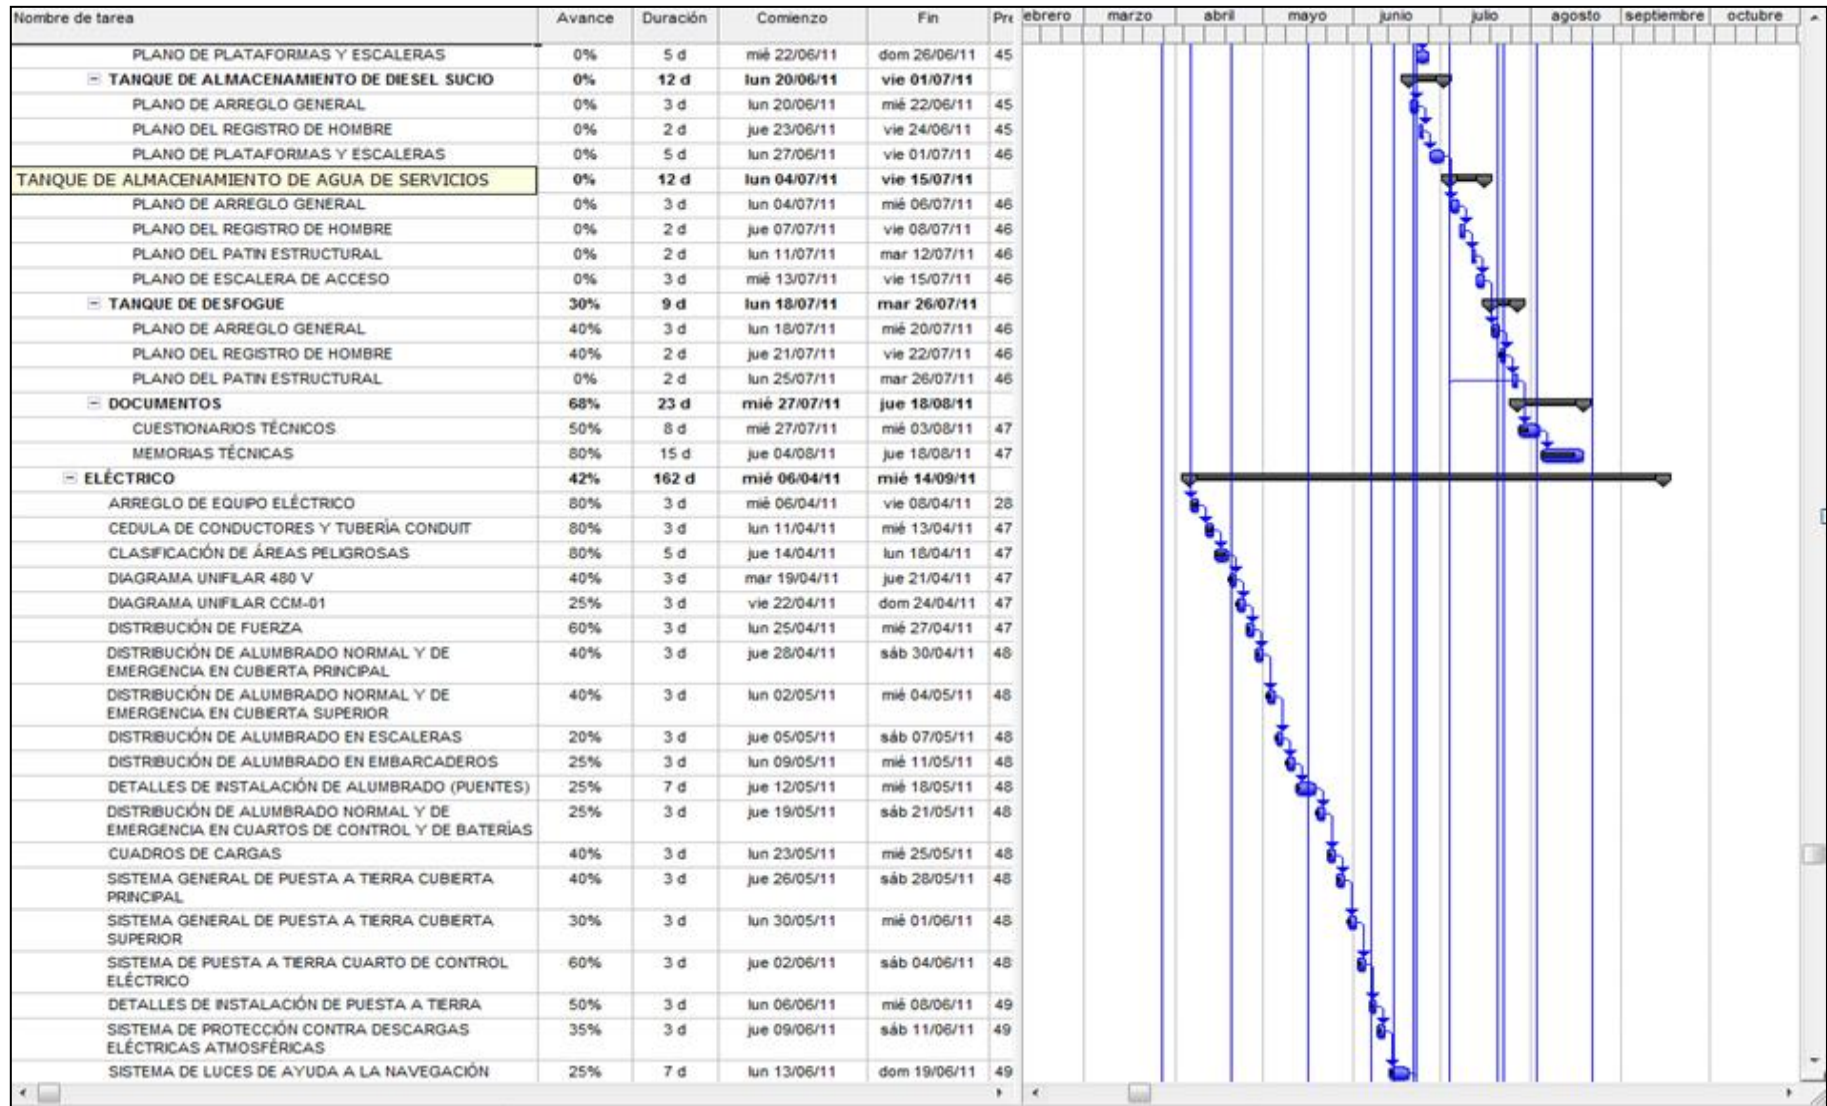 Nombre de tarea Avance Duración Comienzo Fin Pre ebrero marzo abril mayo junio julio agosto septiembre octubre
PLANO DE PLATAFORMAS Y ESCALERAS 0% 5 d mié 22/06/11 dom 26/06/11 45
TANQUE DE ALMACENAMIENTO DE DIESEL SUCIO 0% 12 d lun 20/06/11 vie 01/07/11
PLANO DE ARREGLO GENERAL 0% 3 d lun 20/06/11 mié 22/06/11 45
PLANO DEL REGISTRO DE HOMBRE 0% 2 d jue 23/06/11 vie 24/06/11 45
PLANO DE PLATAFORMAS Y ESCALERAS 0% 5 d lun 27/06/11 vie 01/07/11 46
TANQUE DE ALMACENAMIENTO DE AGUA DE SERVICIOS 0% 12 d lun 04/07/11 vie 15/07/11
PLANO DE ARREGLO GENERAL 0% 3 d lun 04/07/11 mié 06/07/11 46
PLANO DEL REGISTRO DE HOMBRE 0% 2 d jue 07/07/11 vie 08/07/11 46
PLANO DEL PATIN ESTRUCTURAL 0% 2 d lun 11/07/11 mar 12/07/11 46
PLANO DE ESCALERA DE ACCESO 0% 3 d mié 13/07/11 vie 15/07/11 46
TANQUE DE DESFOGUE 30% 9 d lun 18/07/11 mar 26/07/11
PLANO DE ARREGLO GENERAL 40% 3 d lun 18/07/11 mié 20/07/11 46
PLANO DEL REGISTRO DE HOMBRE 40% 2 d jue 21/07/11 vie 22/07/11 46
PLANO DEL PATIN ESTRUCTURAL 0% 2 d lun 25/07/11 mar 26/07/11 46
DOCUMENTOS 68% 23 d mié 27/07/11 jue 18/08/11
CUESTIONARIOS TÉCNICOS 50% 8 d mié 27/07/11 mié 03/08/11 47
MEMORIAS TÉCNICAS 80% 15 d jue 04/08/11 jue 18/08/11 47
ELÉCTRICO 42% 162 d mié 06/04/11 mié 14/09/11
ARREGLO DE EQUIPO ELÉCTRICO 80% 3 d mié 06/04/11 vie 08/04/11 28
CEDULA DE CONDUCTORES Y TUBERÍA CONDUIT 80% 3 d lun 11/04/11 mié 13/04/11 47
CLASIFICACIÓN DE ÁREAS PELIGROSAS 80% 5 d jue 14/04/11 lun 18/04/11 47
DIAGRAMA UNIFILAR 480 V 40% 3 d mar 19/04/11 jue 21/04/11 47
DIAGRAMA UNIFILAR CCM-01 25% 3 d vie 22/04/11 dom 24/04/11 47
DISTRIBUCIÓN DE FUERZA 60% 3 d lun 25/04/11 mié 27/04/11 47
DISTRIBUCIÓN DE ALUMBRADO NORMAL Y DE 40% 3 d jue 28/04/11 sáb 30/04/11 48
EMERGENCIA EN CUBIERTA PRINCIPAL
DISTRIBUCIÓN DE ALUMBRADO NORMAL Y DE 40% 3 d lun 02/05/11 mié 04/05/11 48
EMERGENCIA EN CUBIERTA SUPERIOR
DISTRIBUCIÓN DE ALUMBRADO EN ESCALERAS 20% 3 d jue 05/05/11 sáb 07/05/11 48
DISTRIBUCIÓN DE ALUMBRADO EN EMBARCADEROS 25% 3 d lun 09/05/11 mié 11/05/11 48
DETALLES DE INSTALACIÓN DE ALUMBRADO (PUENTES) 25% 7 d jue 12/05/11 mié 18/05/11 48
DISTRIBUCIÓN DE ALUMBRADO NORMAL Y DE 25% 3 d jue 19/05/11 sáb 21/05/11 48
EMERGENCIA EN CUARTOS DE CONTROL Y DE BATERÍAS
CUADROS DE CARGAS 40% 3 d lun 23/05/11 mié 25/05/11 48
SISTEMA GENERAL DE PUESTA A TIERRA CUBIERTA 40% 3 d jue 26/05/11 sáb 28/05/11 48
PRINCIPAL
SISTEMA GENERAL DE PUESTA A TIERRA CUBIERTA 30% 3 d lun 30/05/11 mié 01/06/11 48
SUPERIOR
SISTEMA DE PUESTA A TIERRA CUARTO DE CONTROL 60% 3 d jue 02/06/11 sáb 04/06/11 48
ELÉCTRICO
DETALLES DE INSTALACIÓN DE PUESTA A TIERRA 50% 3 d lun 06/06/11 mié 08/06/11 49
SISTEMA DE PROTECCIÓN CONTRA DESCARGAS 35% 3 d jue 09/06/11 sáb 11/06/11 49
ELÉCTRICAS ATMOSFÉRICAS
SISTEMA DE LUCES DE AYUDA A LA NAVEGACIÓN 25% 7 d lun 13/06/11 dom 19/06/11 49